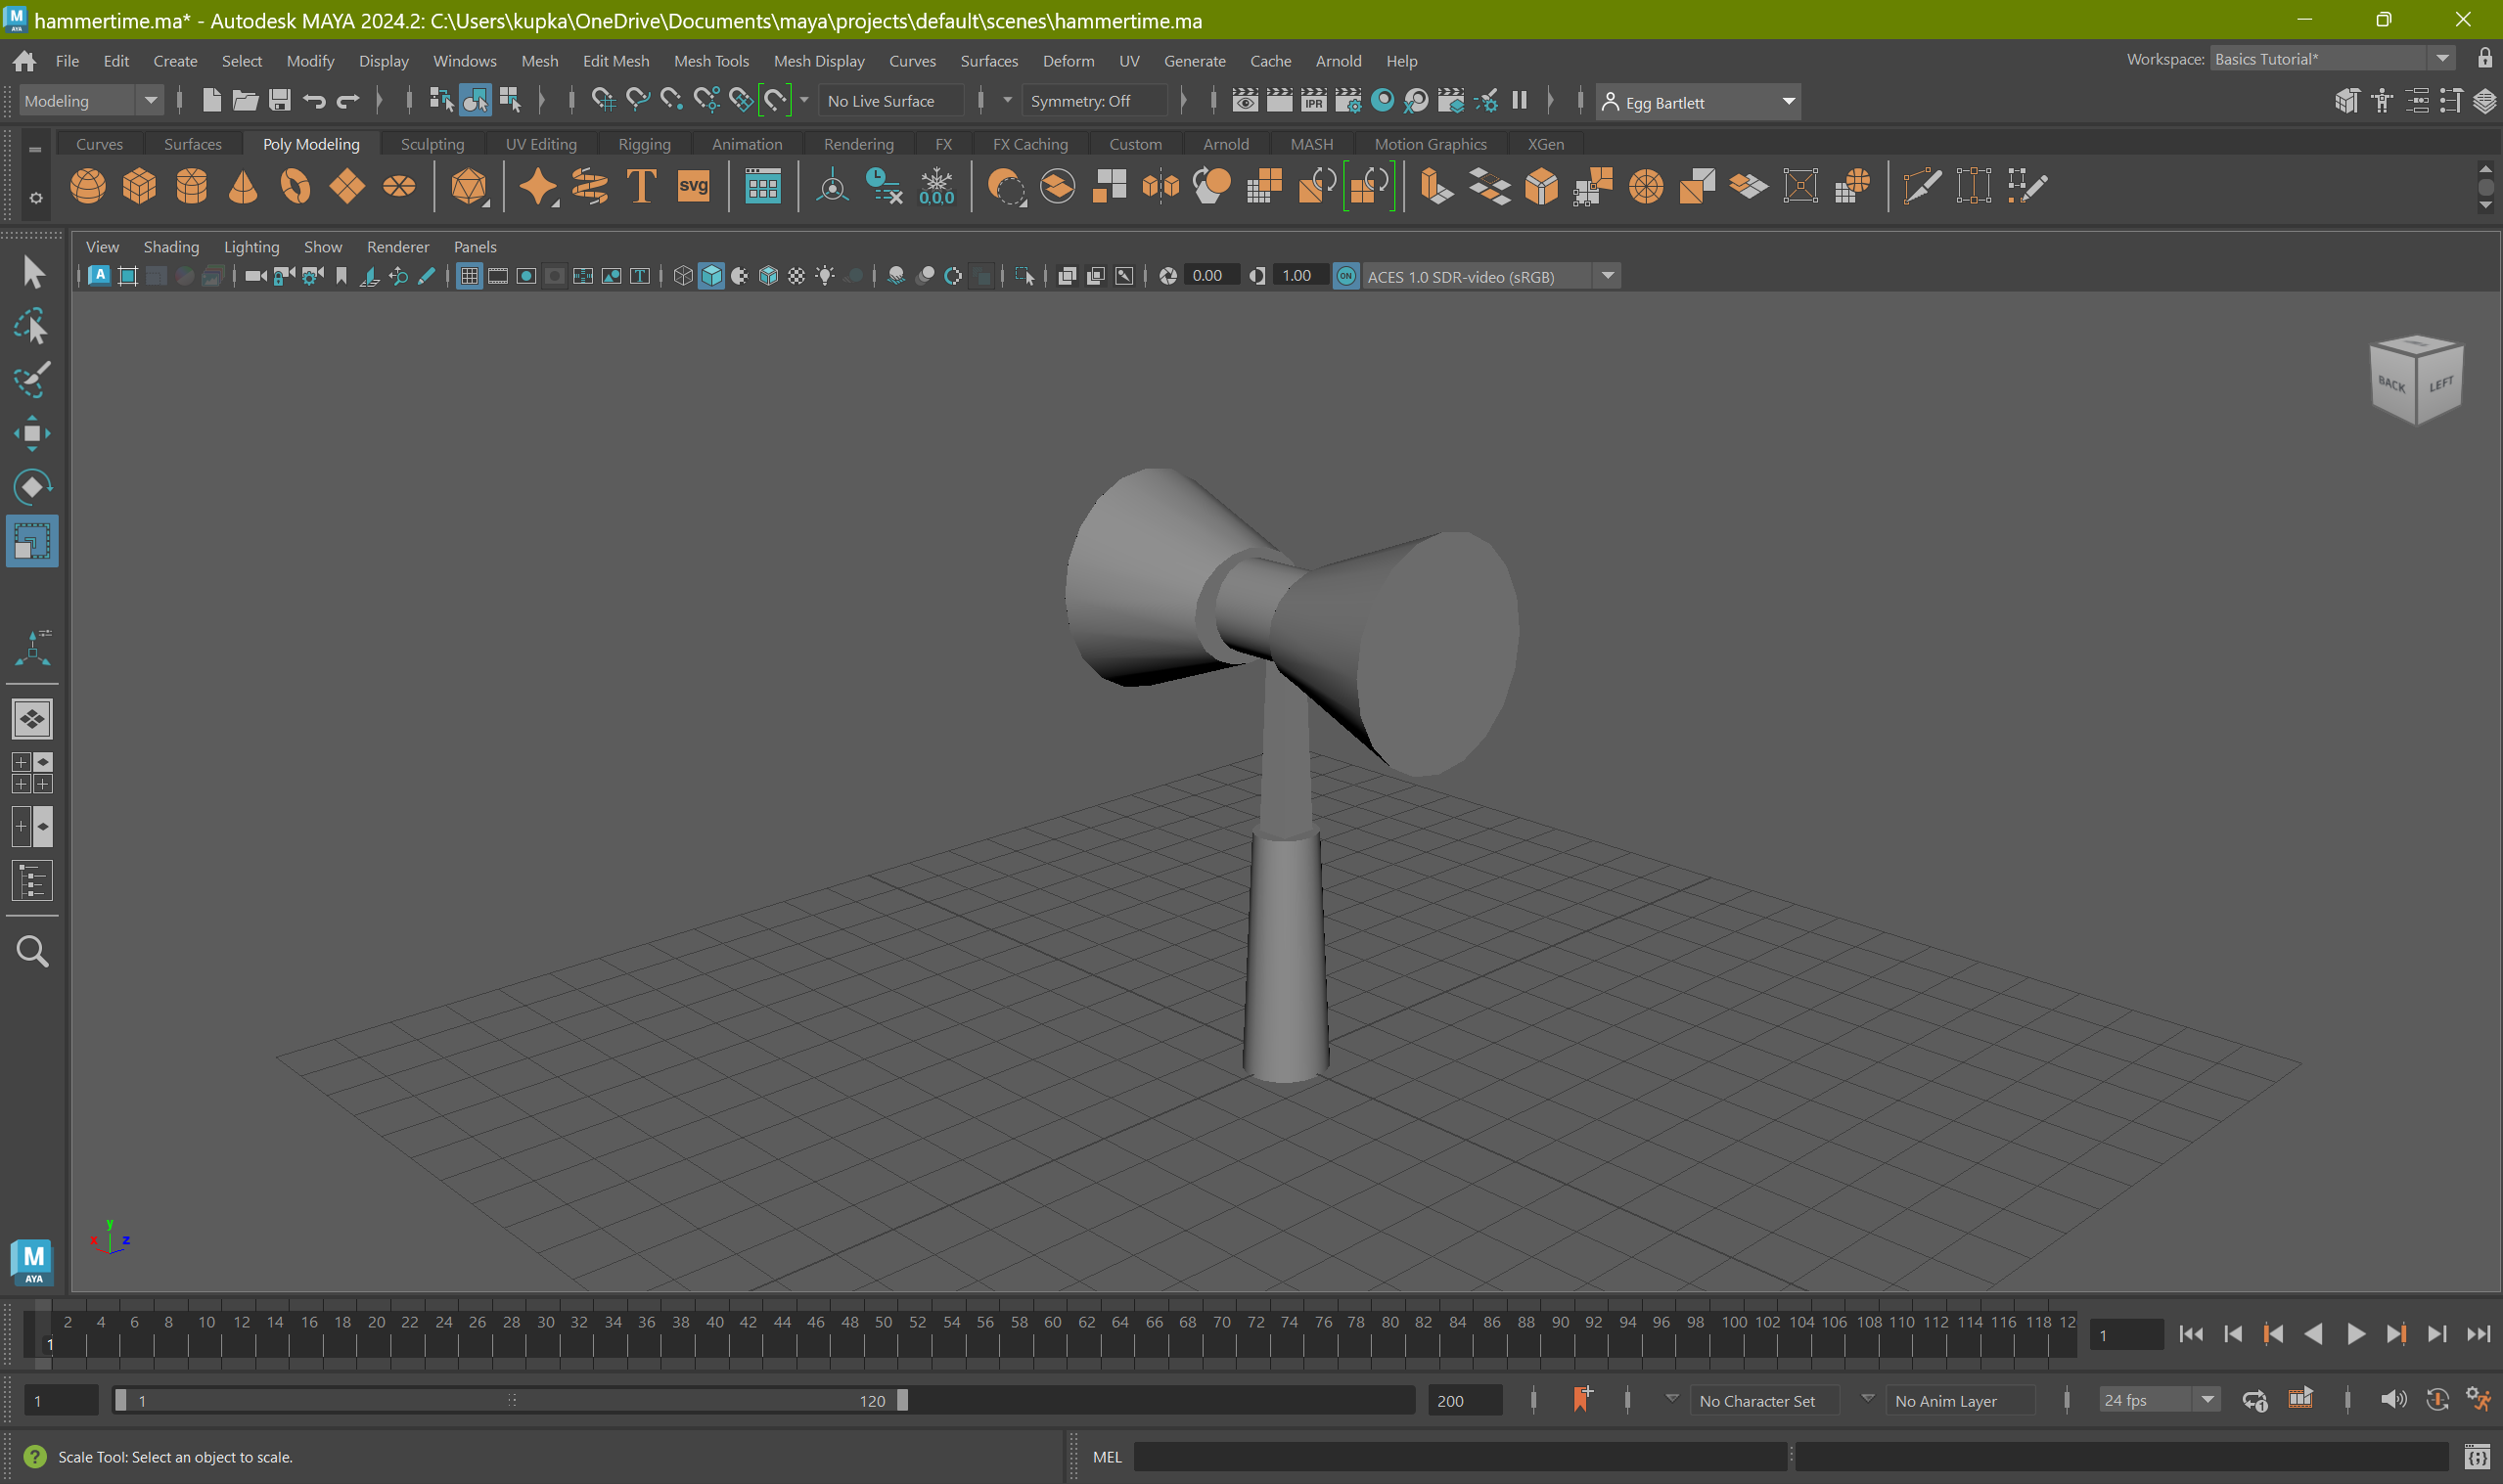 hammertime.ma* - Autodesk MAYA 2024.2: C:\Users\kupka\OneDrive\Documents\maya\projects\default\scenes\hammertime.ma
File Edit Create Select Modify Display Windows Mesh Edit Mesh Mesh Tools Mesh Display Curves Surfaces Deform UV Generate Cache Arnold Help
Workspace: Basics Tutorial*
Modeling No Live Surface Symmetry: Off IPR Egg Bartlett
Curves Surfaces Poly Modeling Sculpting UV Editing Rigging Animation Rendering FX FX Caching Custom Arnold MASH Motion Graphics XGen
T svg 0,0,0
View Shading Lighting Show Renderer Panels
A T 0.00 1.00 ON ACES 1.0 SDR-video (sRGB)
BACK LEFT
y
x z
M
AYA
2 4 6 8 10 12 14 16 18 20 22 24 26 28 30 32 34 36 38 40 42 44 46 48 50 52 54 56 58 60 62 64 66 68 70 72 74 76 78 80 82 84 86 88 90 92 94 96 98 100 102 104 106 108 110 112 114 116 118 12
1 1
1 1 120 200 No Character Set No Anim Layer 24 fps
? Scale Tool: Select an object to scale. MEL